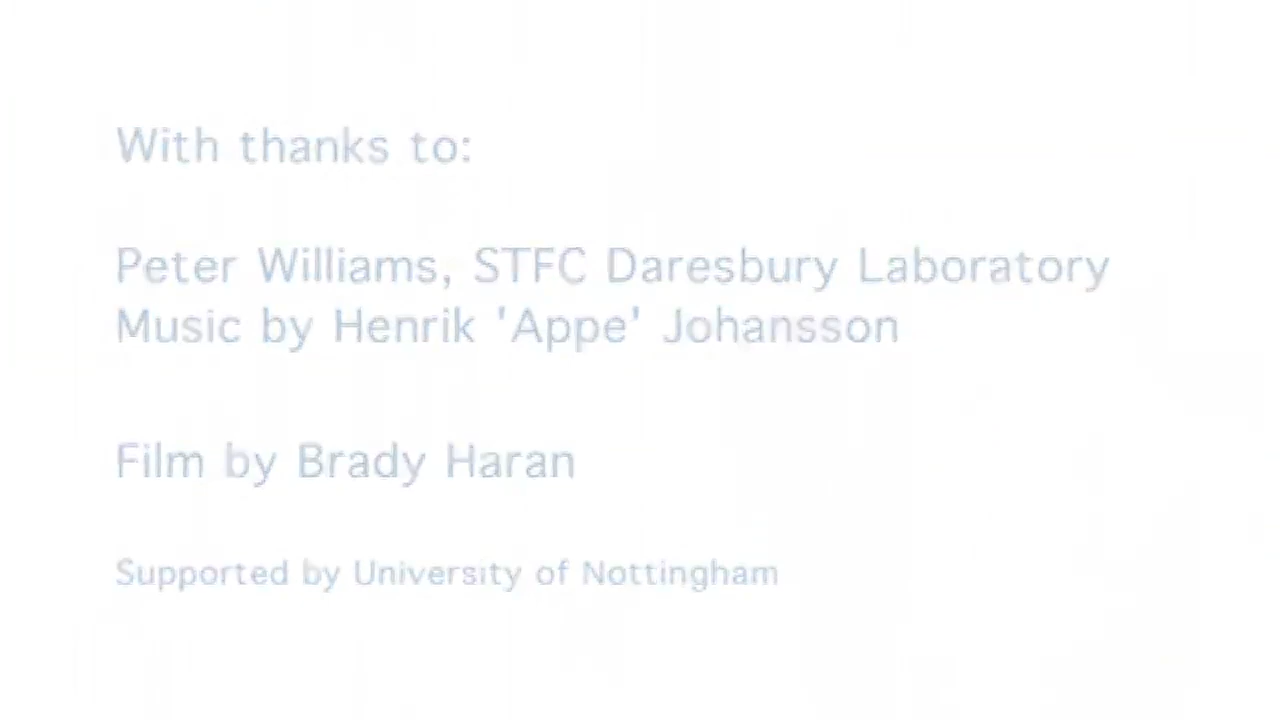 With thanks to:
Peter Williams, STFC Daresbury Laboratory
Music by Henrik 'Appe' Johansson
Film by Brady Haran
Supported by University of Nottingham